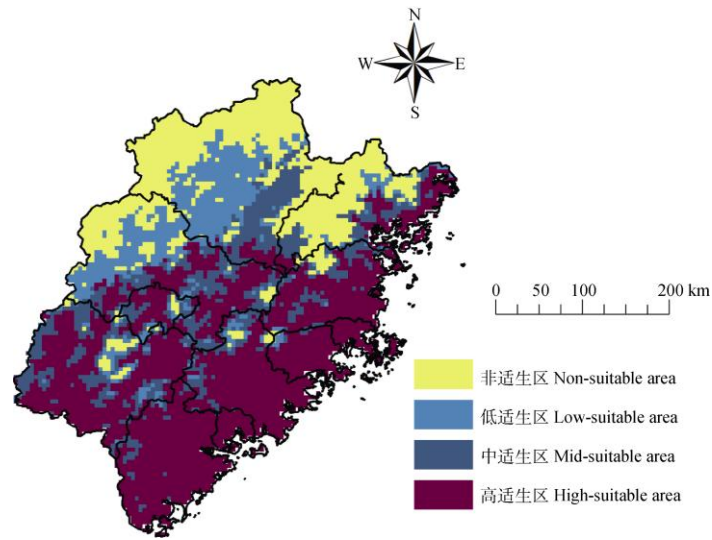 N
W E
S
0 50 100 200 km
非适生区 Non-suitable area
低适生区 Low-suitable area
中适生区 Mid-suitable area
高适生区 High-suitable area